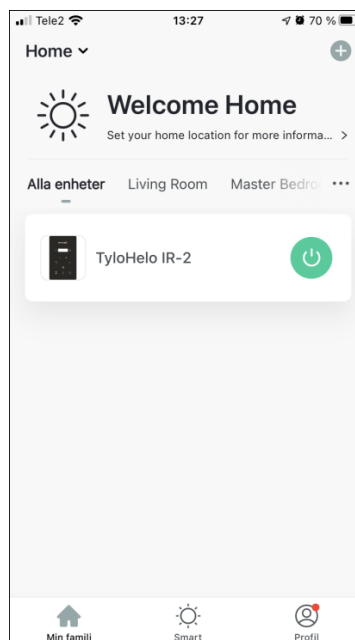 Tele2
13:27
70 %
Home
Welcome Home
Set your home location for more informa...
Alla enheter
Living Room
Master Bedro
TyloHelo IR-2
Min familj
Smart
Profil